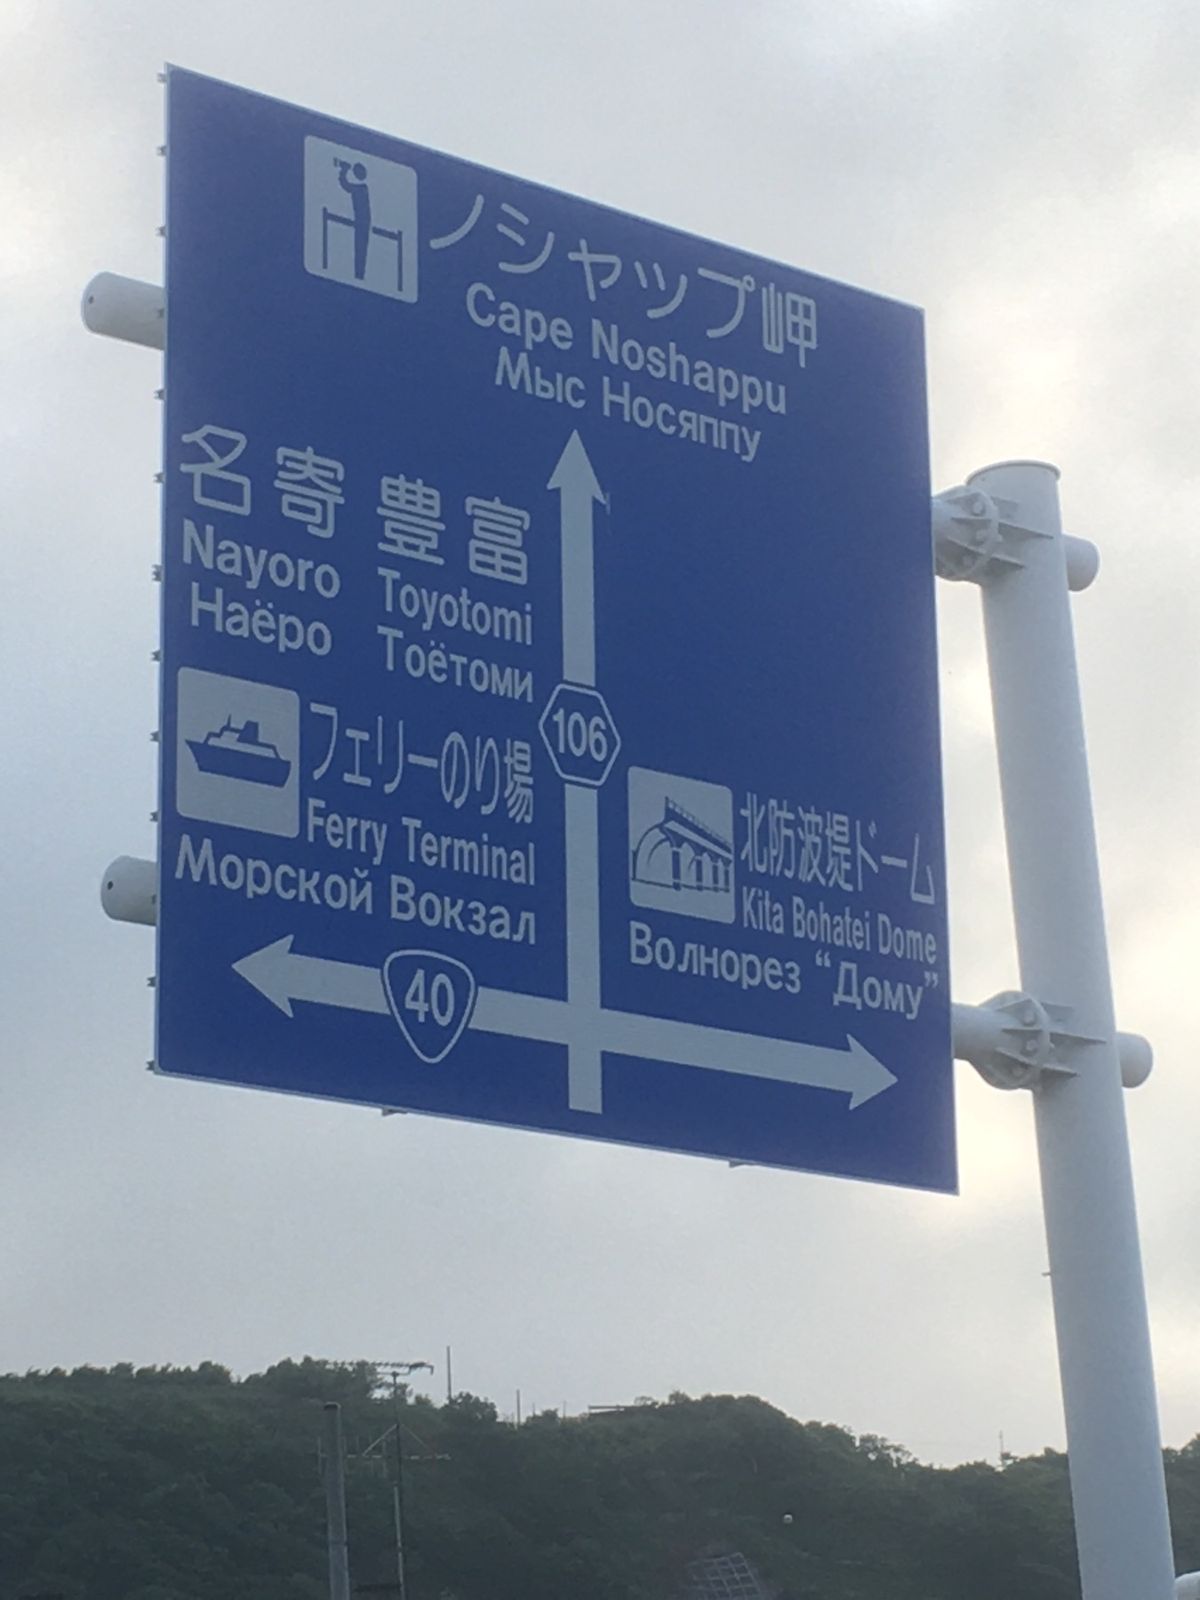 ノシャップ岬
Cape Noshappu
Мыс Носяппу
名寄 豊富
Nayoro Toyotomi
Наёро Тоётоми
106
フェリーのり場
Ferry Terminal
Морской Вокзал
40
北防波堤ドーム
Kita Bohatei Dome
Волнорез “Дому”